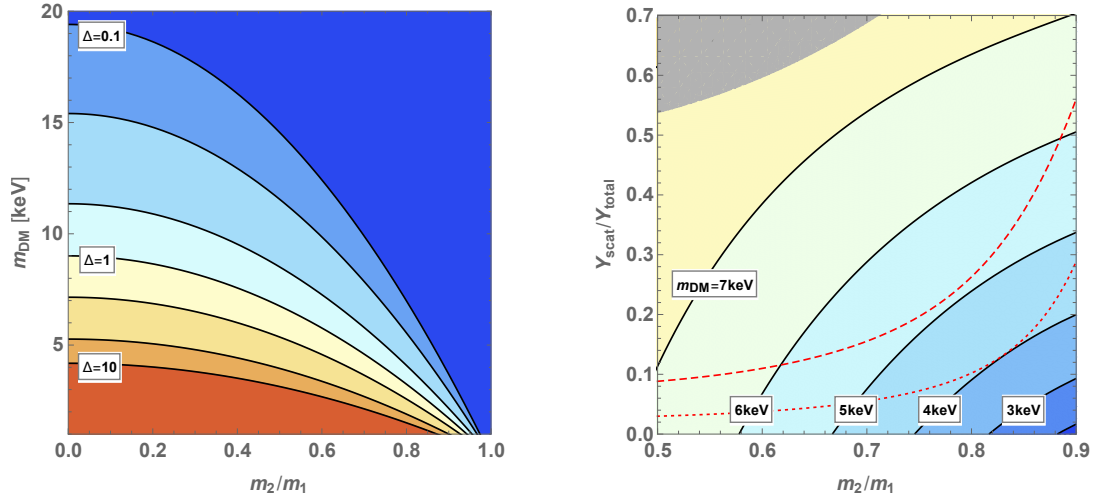 20
15
10
5
0.0
0.2
0.4
0.6
0.8
1.0
m_DM [keV]
m_2/m_1
Δ=0.1
Δ=1
Δ=10
0.7
0.6
0.5
0.4
0.3
0.2
0.1
0.0
0.5
0.6
0.7
0.8
0.9
Y_scat/Y_total
m_2/m_1
m_DM=7keV
6keV
5keV
4keV
3keV